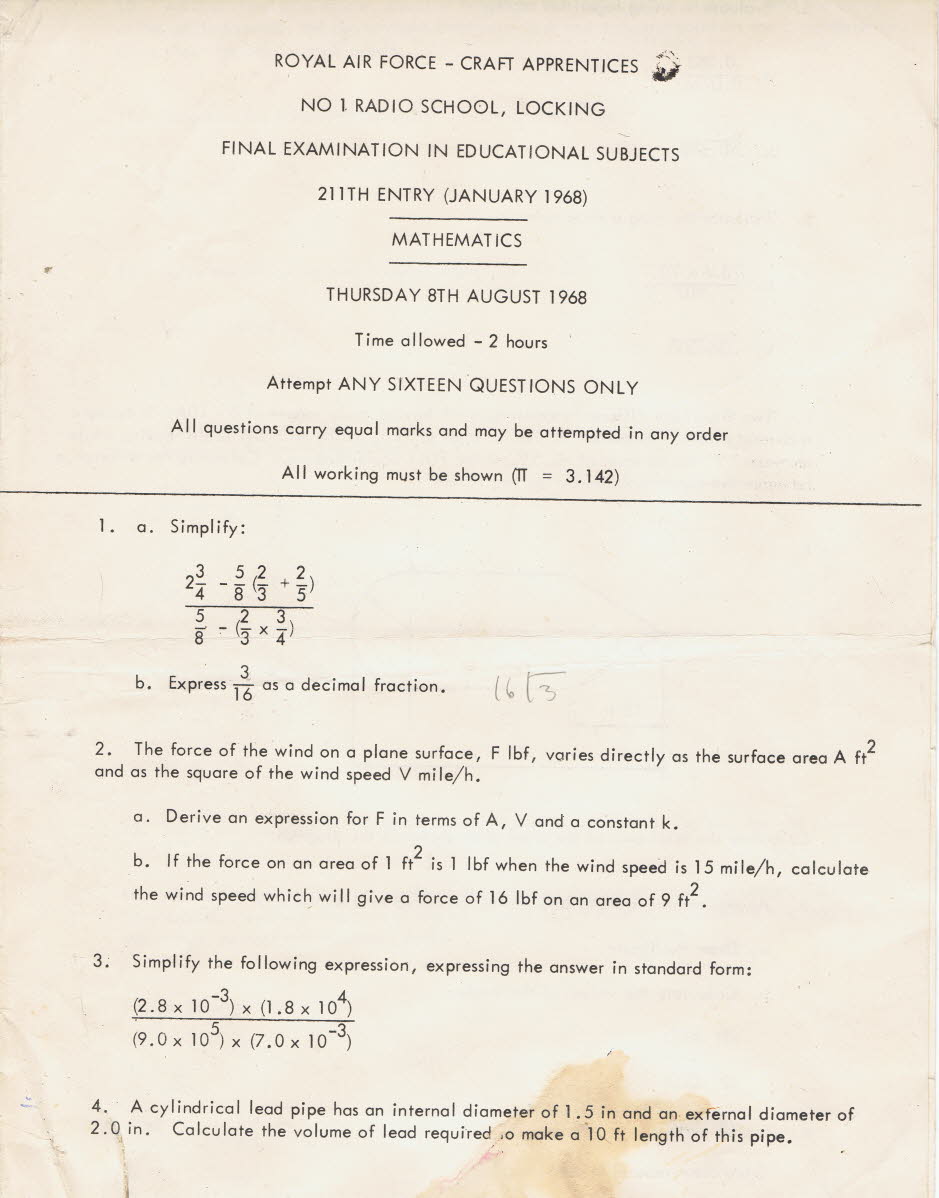 ROYAL AIR FORCE - CRAFT APPRENTICES
NO 1 RADIO SCHOOL, LOCKING
FINAL EXAMINATION IN EDUCATIONAL SUBJECTS
211TH ENTRY (JANUARY 1968)
MATHEMATICS
THURSDAY 8TH AUGUST 1968
Time allowed - 2 hours
Attempt ANY SIXTEEN QUESTIONS ONLY
All questions carry equal marks and may be attempted in any order
All working must be shown (π = 3.142)
1. a. Simplify:
2 3/4 - 5/8 (2/3 + 2/5)
5/8 - (2/3 x 3/4)
b. Express 3/16 as a decimal fraction. 16 √3
2. The force of the wind on a plane surface, F lbf, varies directly as the surface area A ft²
and as the square of the wind speed V mile/h.
a. Derive an expression for F in terms of A, V and a constant k.
b. If the force on an area of 1 ft² is 1 lbf when the wind speed is 15 mile/h, calculate
the wind speed which will give a force of 16 lbf on an area of 9 ft².
3. Simplify the following expression, expressing the answer in standard form:
(2.8 x 10⁻³) x (1.8 x 10⁴)
(9.0 x 10⁵) x (7.0 x 10⁻³)
4. A cylindrical lead pipe has an internal diameter of 1.5 in and an external diameter of
2.0 in. Calculate the volume of lead required to make a 10 ft length of this pipe.